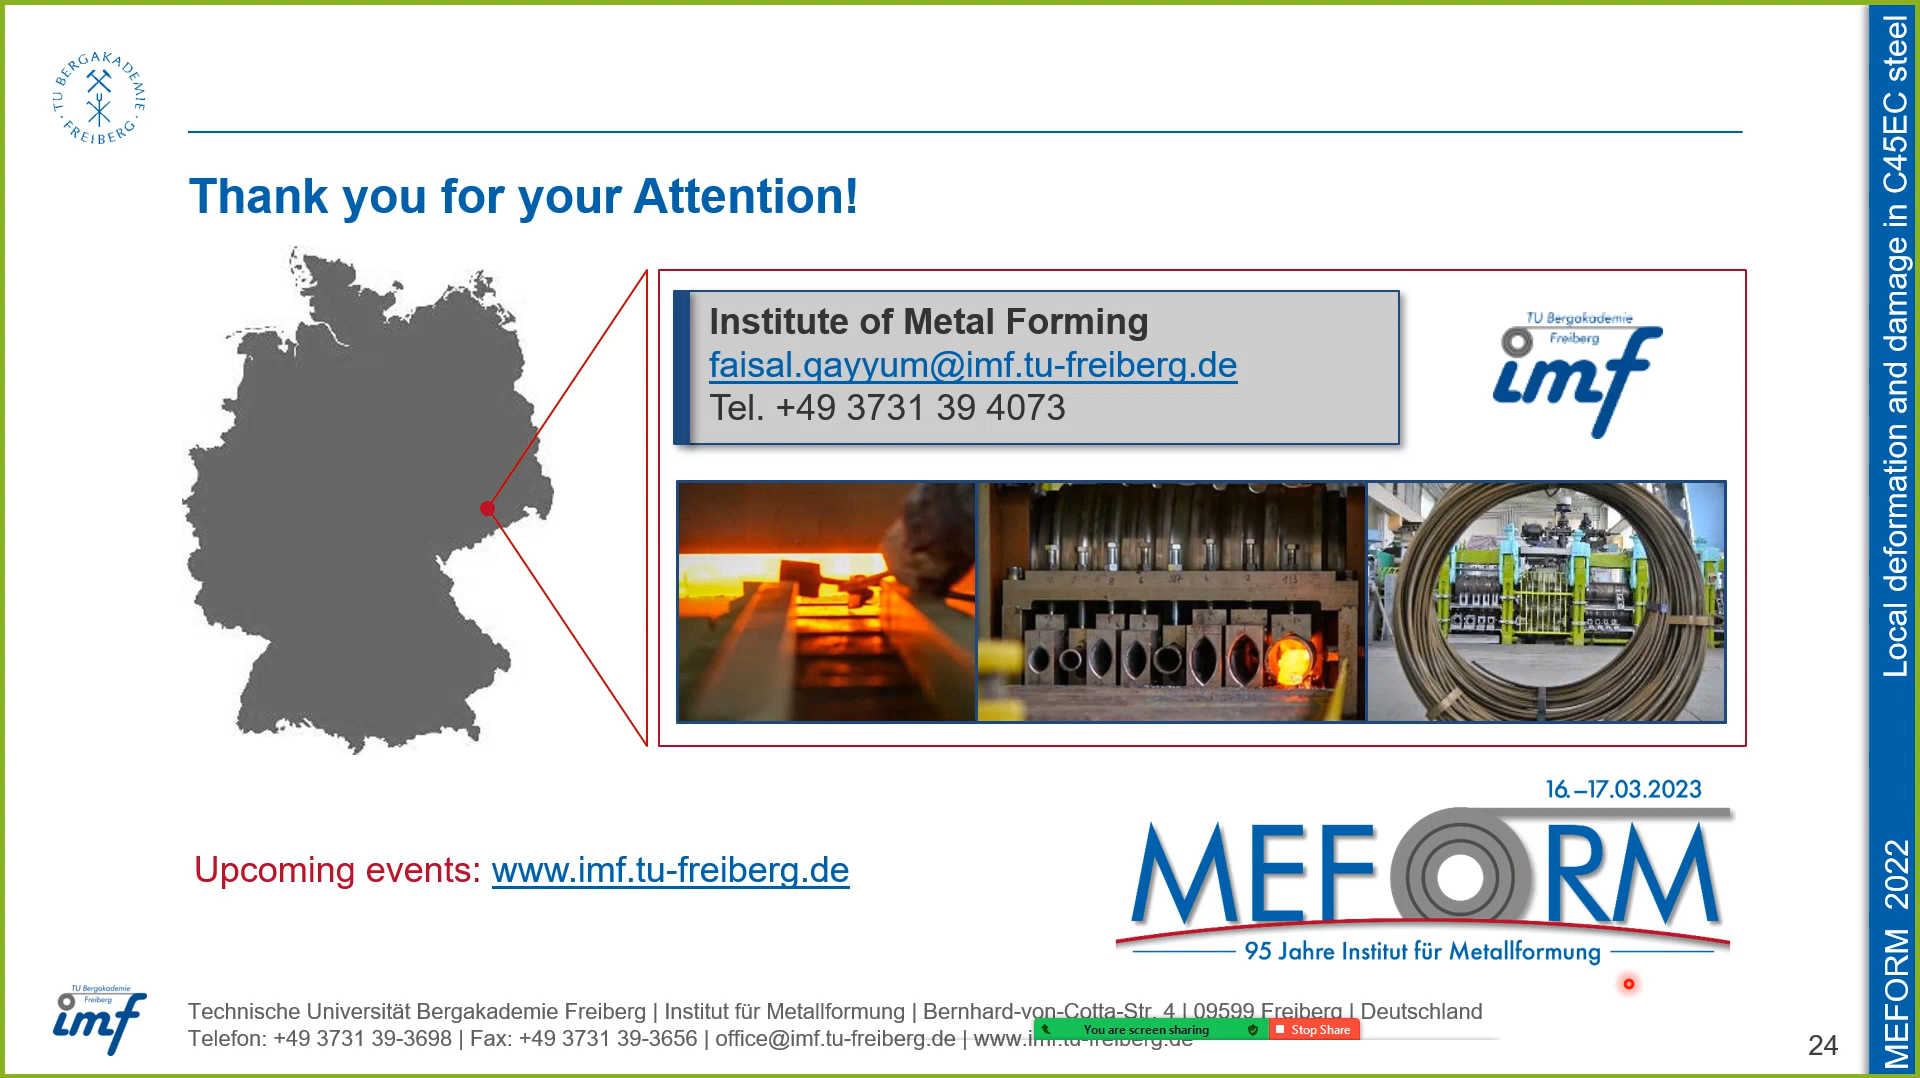 TU BERGAKADEMIE
FREIBERG
Thank you for your Attention!
Institute of Metal Forming
faisal.qayyum@imf.tu-freiberg.de
Tel. +49 3731 39 4073
TU Bergakademie
Freiberg
imf
16.–17.03.2023
MEFORM
95 Jahre Institut für Metallformung
Upcoming events: www.imf.tu-freiberg.de
TU Bergakademie
Freiberg
imf
Technische Universität Bergakademie Freiberg | Institut für Metallformung | Bernhard-von-Cotta-Str. 4 | 09599 Freiberg | Deutschland
Telefon: +49 3731 39-3698 | Fax: +49 3731 39-3656 | office@imf.tu-freiberg.de | www.imf.tu-freiberg.de
You are screen sharing
Stop Share
24
MEFORM 2022
Local deformation and damage in C45EC steel